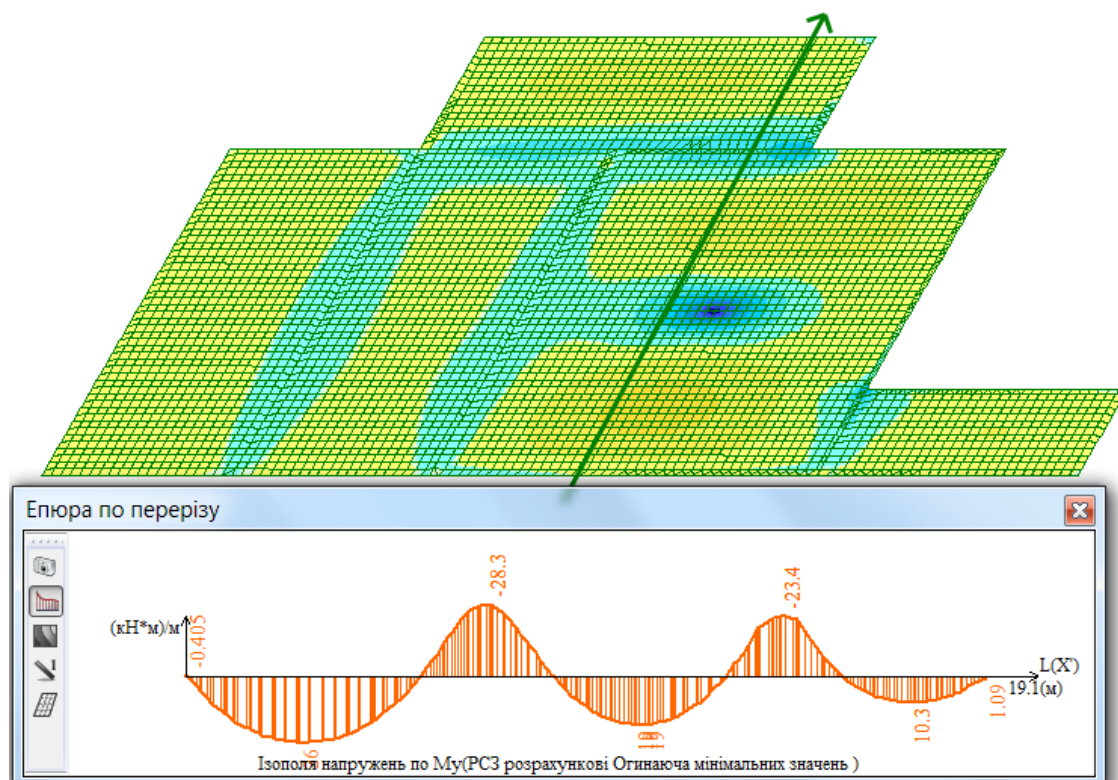 Епюра по перерізу
(кН*м)/м
-0.405
-28.3
-23.4
19
10.3
1.09
L(X')
19.1(м)
Ізополя напружень по My(РСЗ розрахункові Огинаюча мінімальних значень )